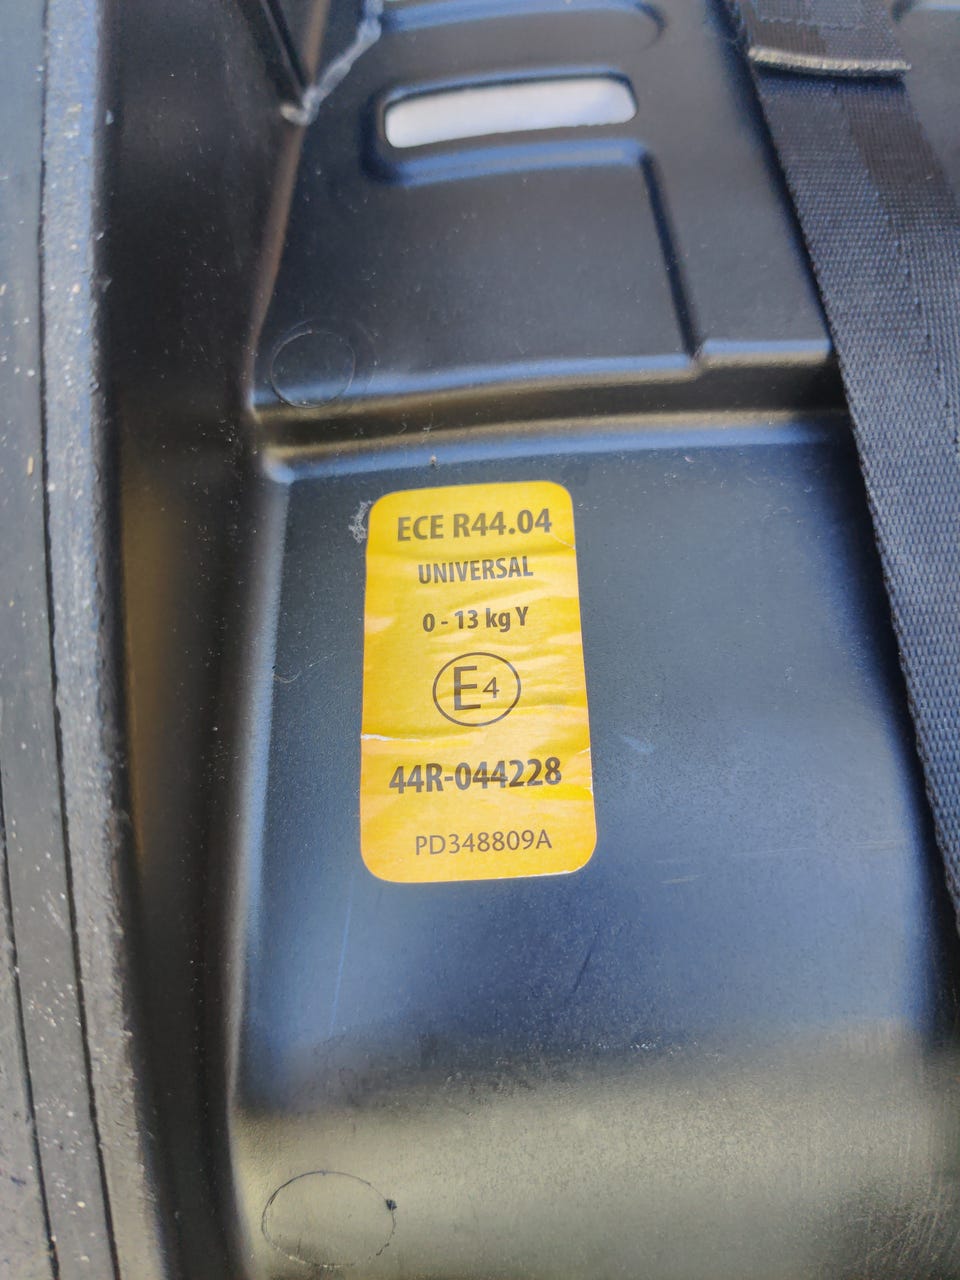 ECE R44.04
UNIVERSAL
0 - 13 kg Y
E4
44R-044228
PD348809A